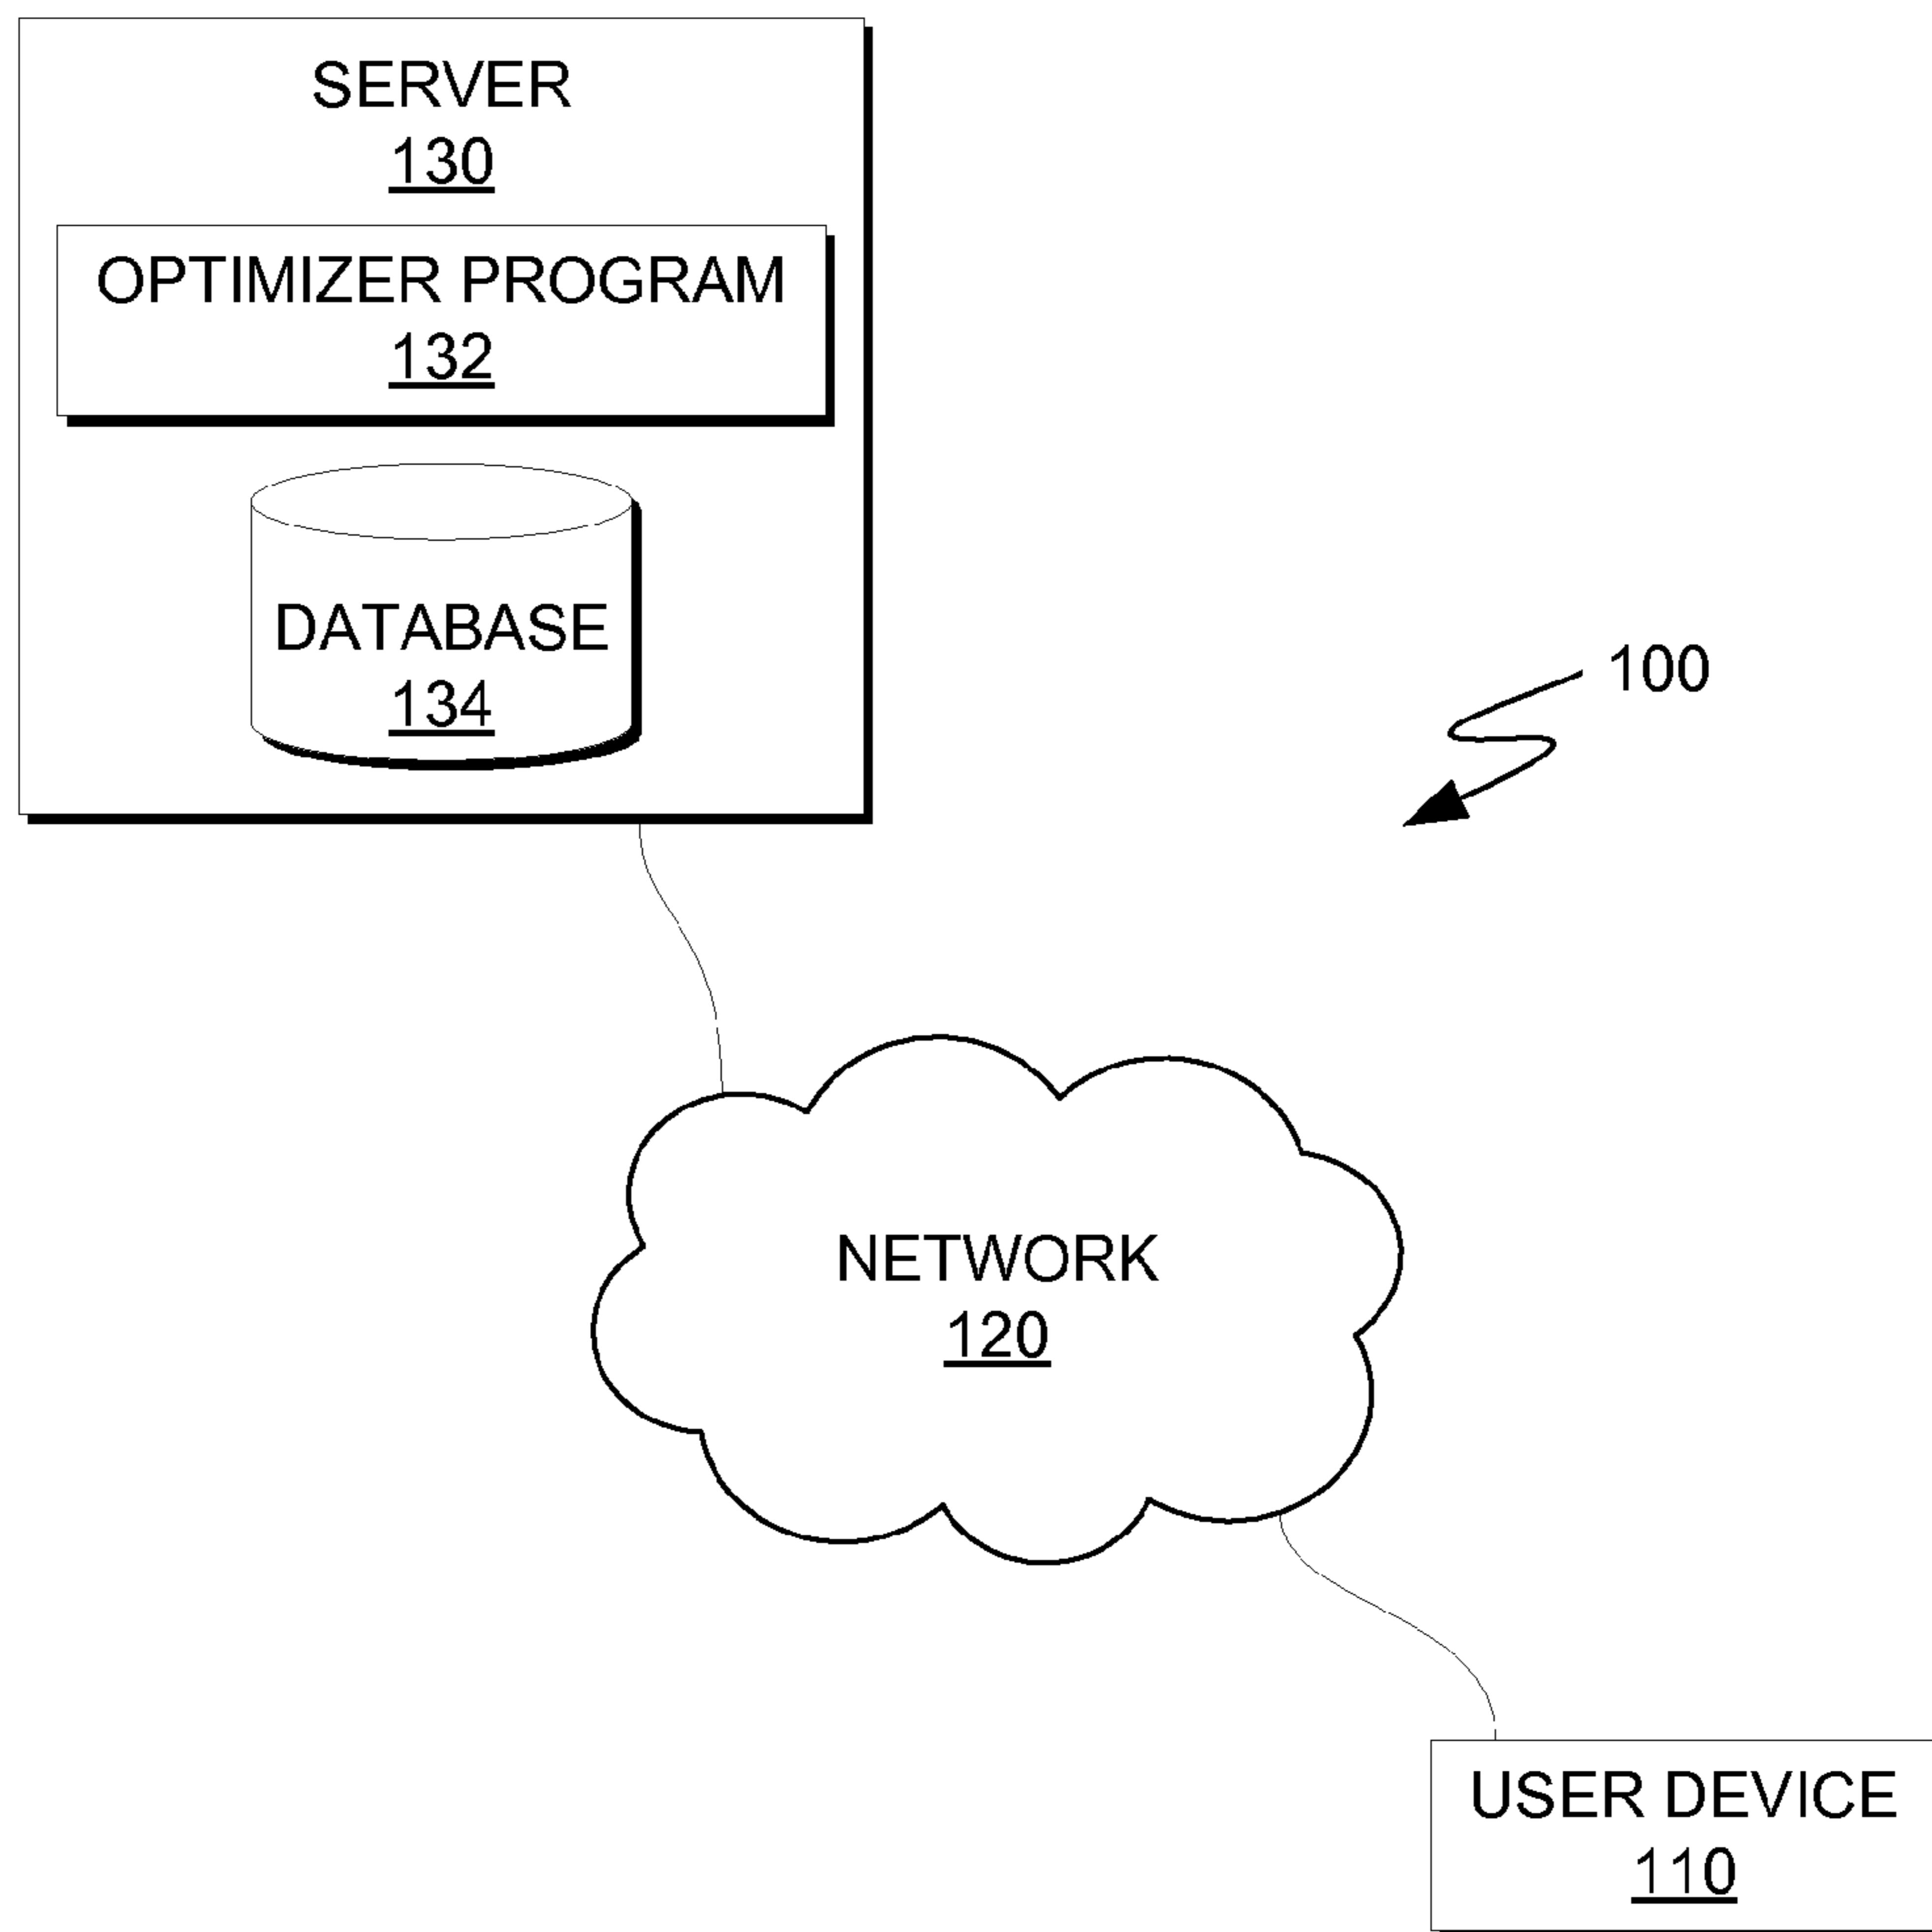 SERVER
130
OPTIMIZER PROGRAM
132
DATABASE
134
100
NETWORK
120
USER DEVICE
110